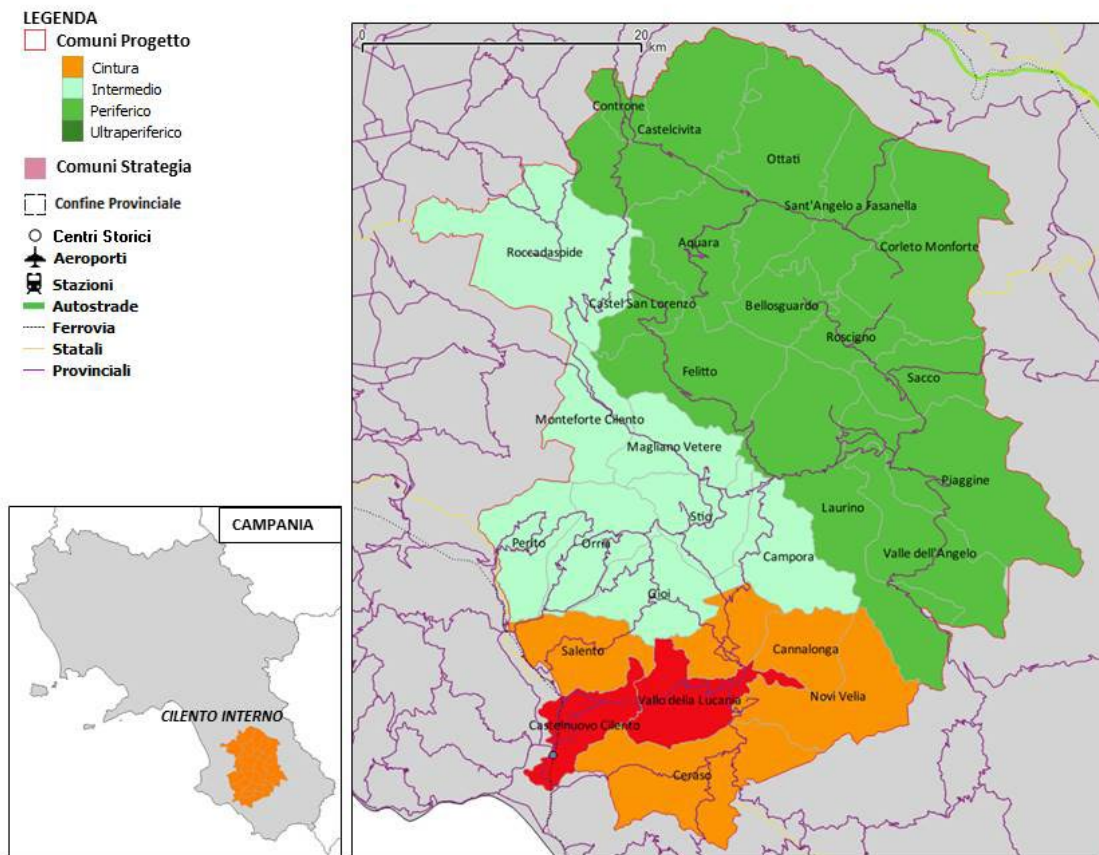 LEGENDA
Comuni Progetto
Cintura
Intermedio
Periferico
Ultraperiferico
Comuni Strategia
Confine Provinciale
Centri Storici
Aeroporti
Stazioni
Autostrade
Ferrovia
Statali
Provinciali
CAMPANIA
CILENTO INTERNO
0 20
km
Controne
Castelcivita
Ottati
Sant'Angelo a Fasanella
Aquara
Corleto Monforte
Roccadaspide
Castel San Lorenzo
Bellosguardo
Roscigno
Felitto
Sacco
Monteforte Cilento
Magliano Vetere
Piaggine
Laurino
Stio
Perito
Orria
Campora
Valle dell'Angelo
Gioi
Salento
Cannalonga
Novi Velia
Vallo della Lucania
Castelnuovo Cilento
Ceraso